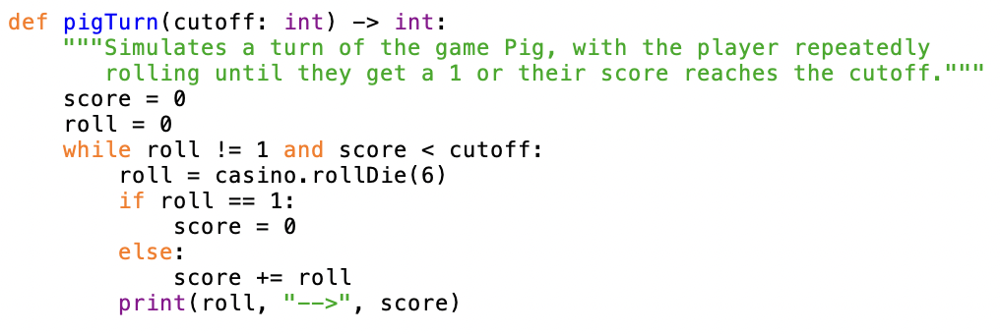 def pigTurn(cutoff: int) -> int:
    """Simulates a turn of the game Pig, with the player repeatedly
       rolling until they get a 1 or their score reaches the cutoff."""
    score = 0
    roll = 0
    while roll != 1 and score < cutoff:
        roll = casino.rollDie(6)
        if roll == 1:
            score = 0
        else:
            score += roll
        print(roll, "-->", score)